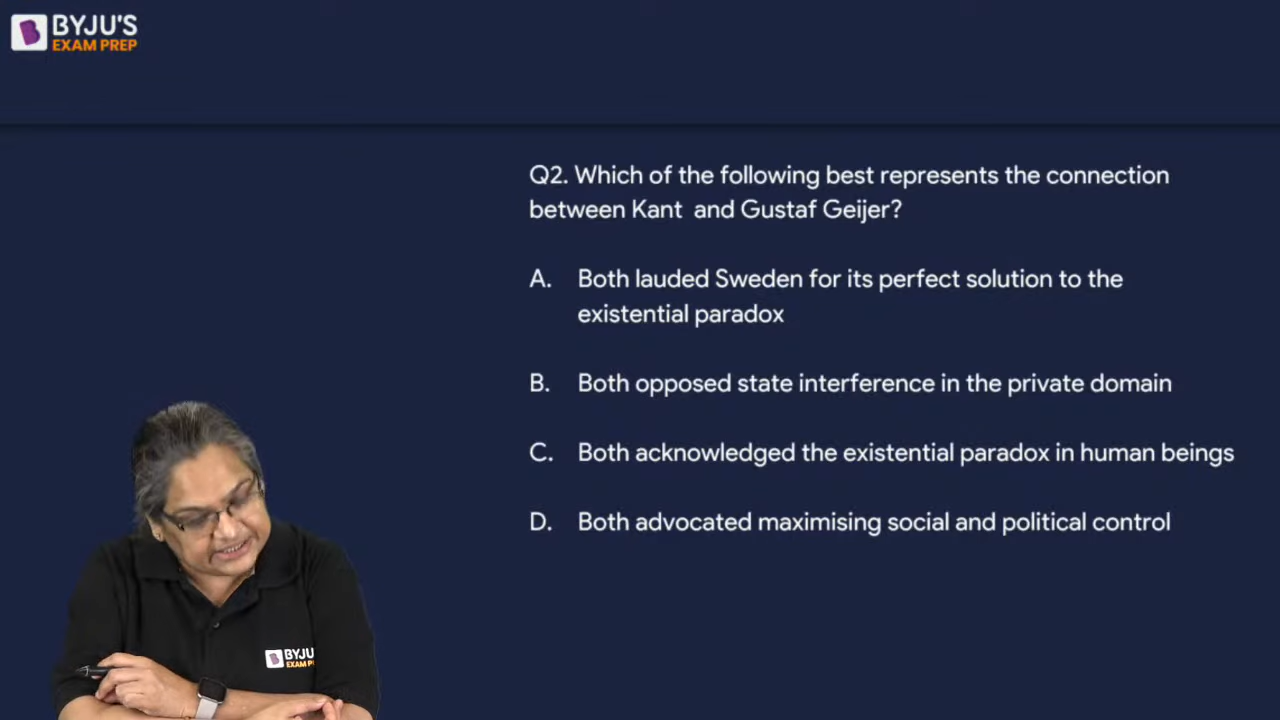 BYJU'S
EXAM PREP
Q2. Which of the following best represents the connection
between Kant and Gustaf Geijer?
A. Both lauded Sweden for its perfect solution to the
existential paradox
B. Both opposed state interference in the private domain
C. Both acknowledged the existential paradox in human beings
D. Both advocated maximising social and political control
BYJU
EXAM P